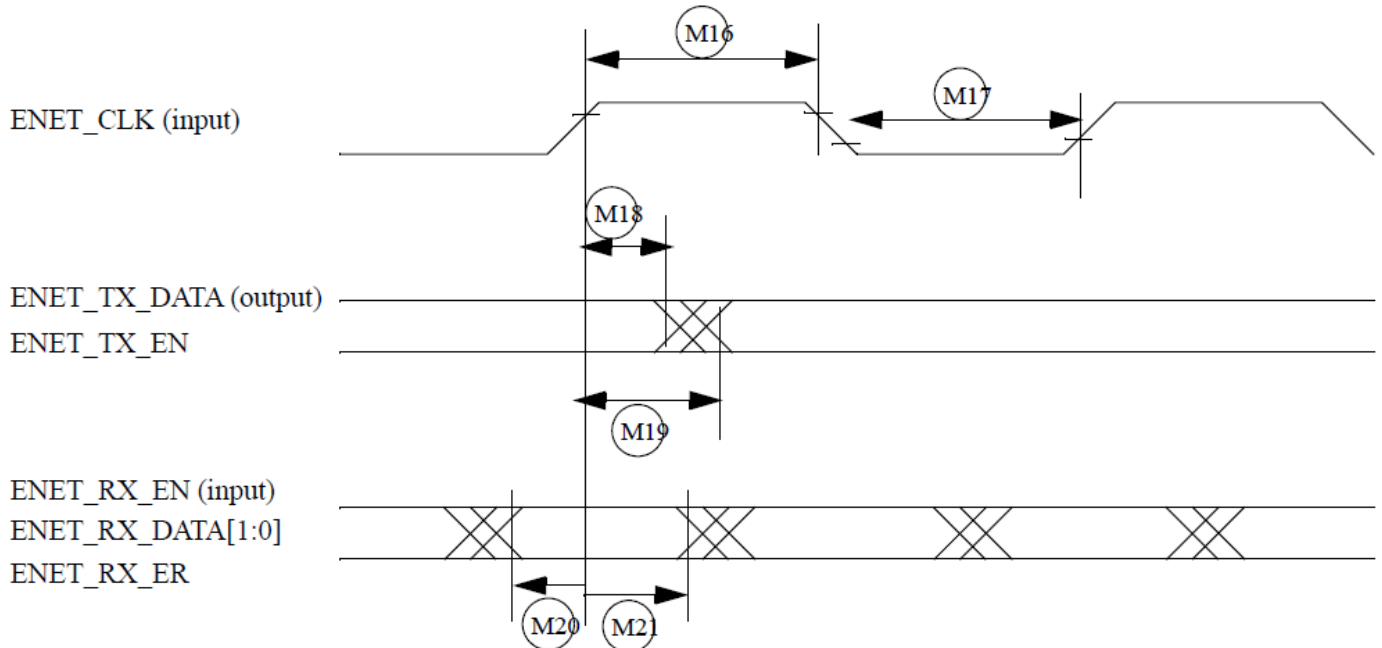 M16
ENET_CLK (input)
M17
M18
ENET_TX_DATA (output)
ENET_TX_EN
M19
ENET_RX_EN (input)
ENET_RX_DATA[1:0]
ENET_RX_ER
M20
M21